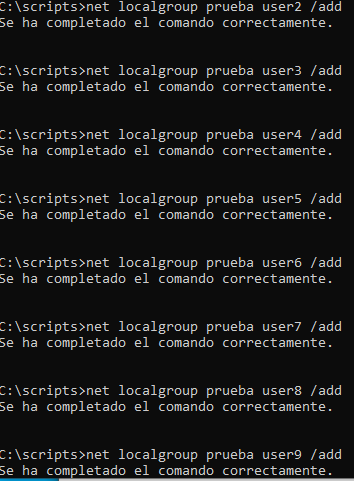 C:\scripts>net localgroup prueba user2 /add
Se ha completado el comando correctamente.
C:\scripts>net localgroup prueba user3 /add
Se ha completado el comando correctamente.
C:\scripts>net localgroup prueba user4 /add
Se ha completado el comando correctamente.
C:\scripts>net localgroup prueba user5 /add
Se ha completado el comando correctamente.
C:\scripts>net localgroup prueba user6 /add
Se ha completado el comando correctamente.
C:\scripts>net localgroup prueba user7 /add
Se ha completado el comando correctamente.
C:\scripts>net localgroup prueba user8 /add
Se ha completado el comando correctamente.
C:\scripts>net localgroup prueba user9 /add
Se ha completado el comando correctamente.